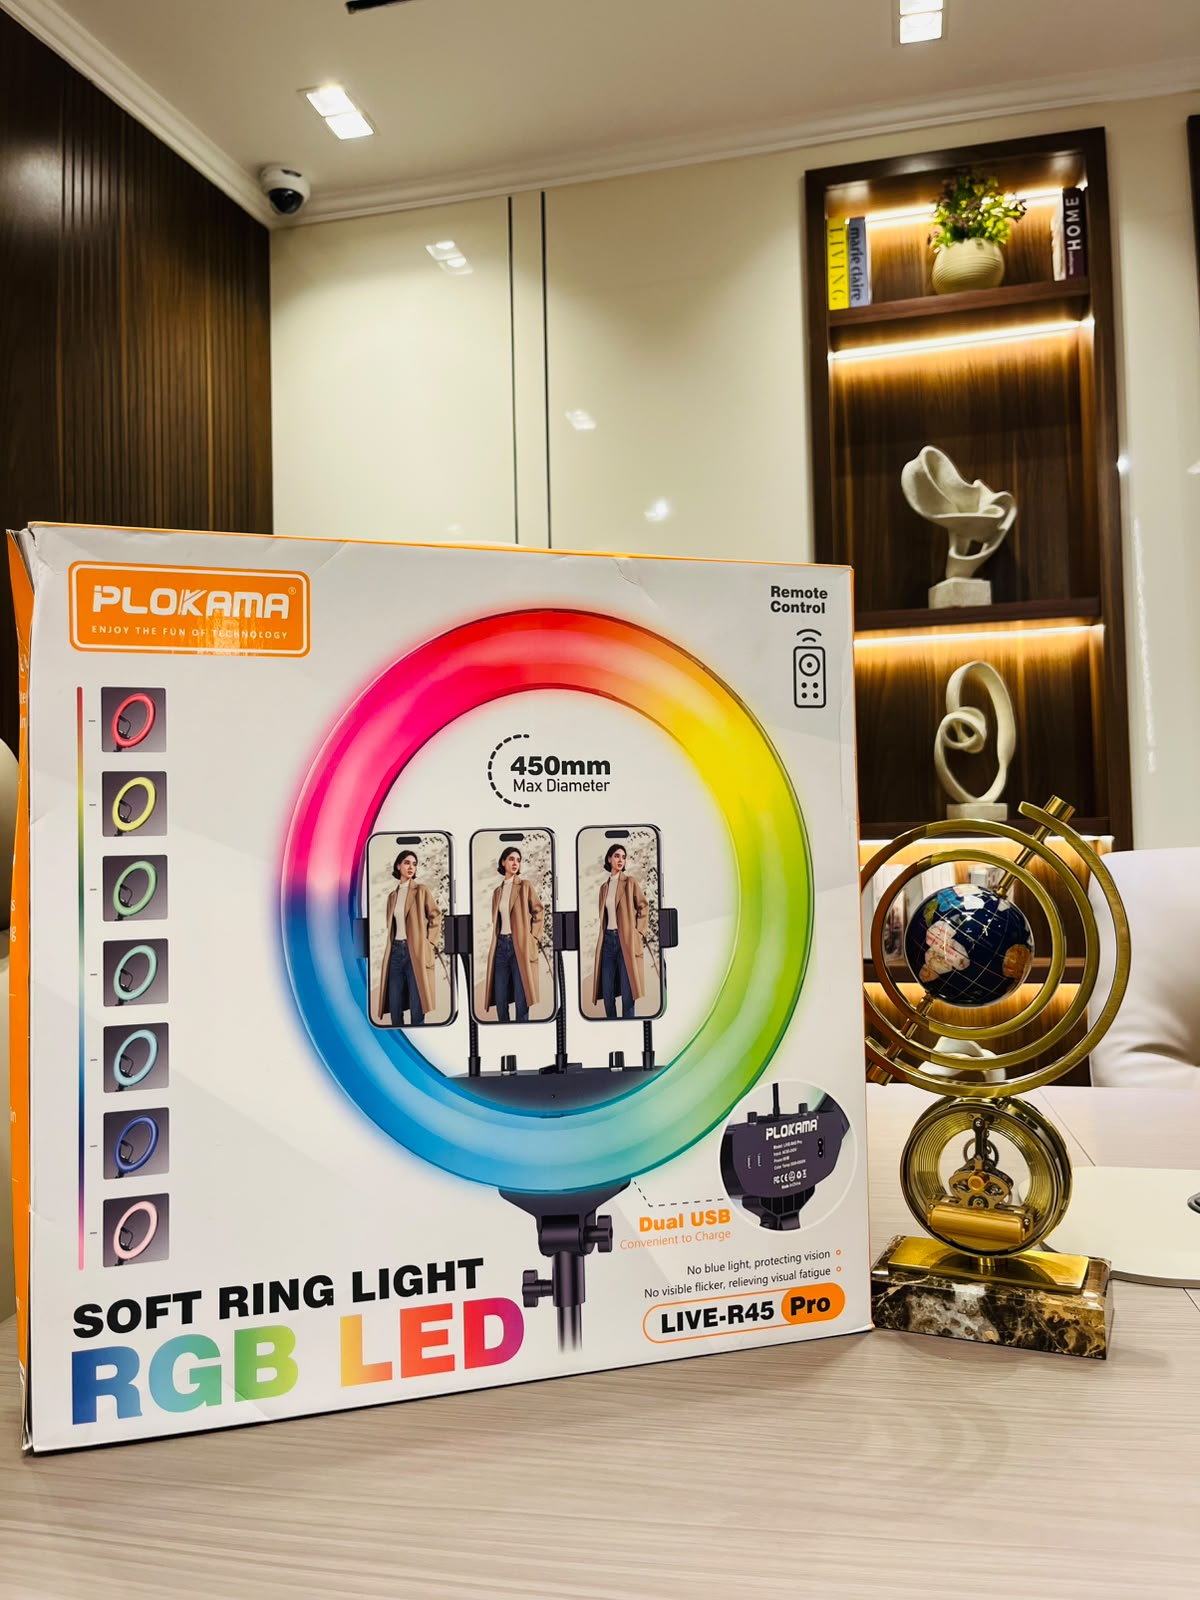 LIVING
marie claire
HOME
PLOKAMA®
ENJOY THE FUN OF TECHNOLOGY
Remote
Control
450mm
Max Diameter
PLOKAMA
Dual USB
Convenient to Charge
No blue light, protecting vision
No visible flicker, relieving visual fatigue
LIVE-R45 Pro
SOFT RING LIGHT
RGB LED